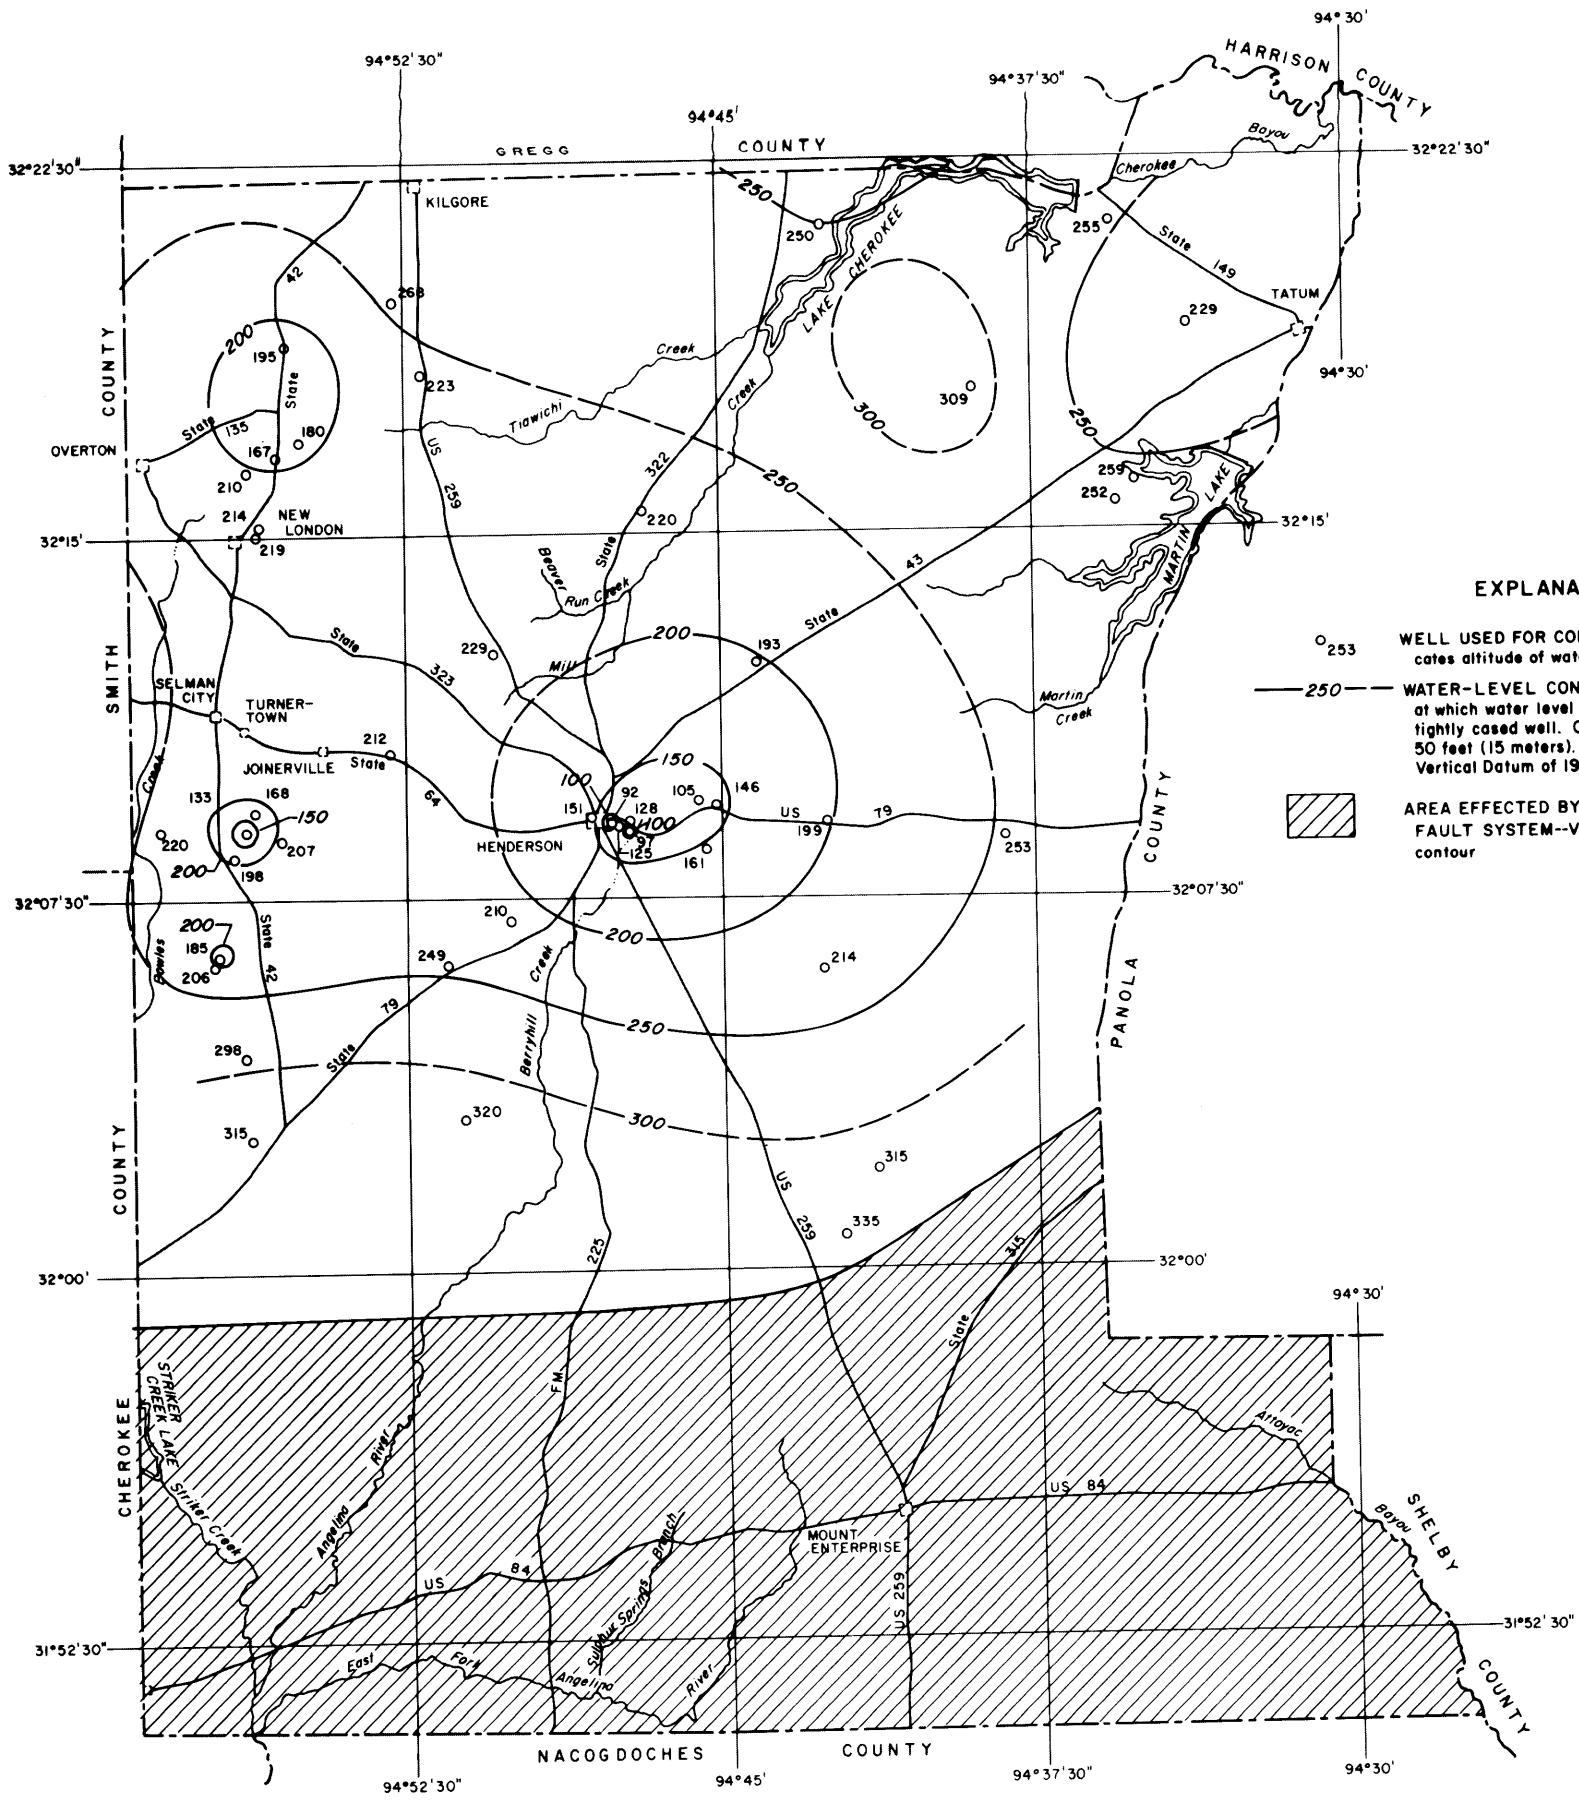 94°30'
HARRISON COUNTY
94°52'30"
94°37'30"
94°45'
Bayou
GREGG COUNTY
32°22'30"
32°22'30"
Cherokee
KILGORE
250
250
LAKE CHEROKEE
255
State
149
TATUM
42
268
229
200
195
State
COUNTY
Creek
94°30'
223
Creek
309
300
Tiawichi
State
135
180
250
OVERTON
167
US
322
210
250
259
259
252
LAKE
MARTIN
214
NEW
LONDON
220
219
32°15'
32°15'
State
43
Beaver
Run Creek
EXPLANA
253
WELL USED FOR CO
cates altitude of wat
State
200
193
State
229
Mill
323
SMITH
SELMAN
CITY
TURNER-
TOWN
Martin
Creek
250
WATER-LEVEL CON
at which water level
tightly cased well. C
50 feet (15 meters).
Vertical Datum of 19
212
State
JOINERVILLE
150
100
Creek
64
133
168
150
151
92
128
105
146
US
79
199
100
97
125
161
HENDERSON
253
220
207
200
198
COUNTY
AREA EFFECTED BY
FAULT SYSTEM--V
contour
32°07'30"
32°07'30"
210
200
State
42
200
185
206
Bowles
249
Creek
214
79
250
PANOLA
298
State
Berryhill
320
300
315
315
COUNTY
US
259
335
225
315
32°00'
32°00'
94°30'
State
STRIKER
CREEK LAKE
FM
CHEROKEE
River
Attoyac
Striker Creek
US 84
Bayou
SHELBY
Angelina
Branch
MOUNT
ENTERPRISE
US
84
US 259
Sulphur Springs
31°52'30"
31°52'30"
East
Fork
Angelina
River
COUNTY
NACOGDOCHES COUNTY
94°52'30"
94°45'
94°37'30"
94°30'